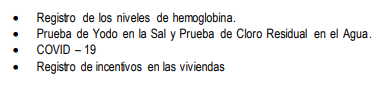 • Registro de los niveles de hemoglobina.
• Prueba de Yodo en la Sal y Prueba de Cloro Residual en el Agua.
• COVID – 19
• Registro de incentivos en las viviendas